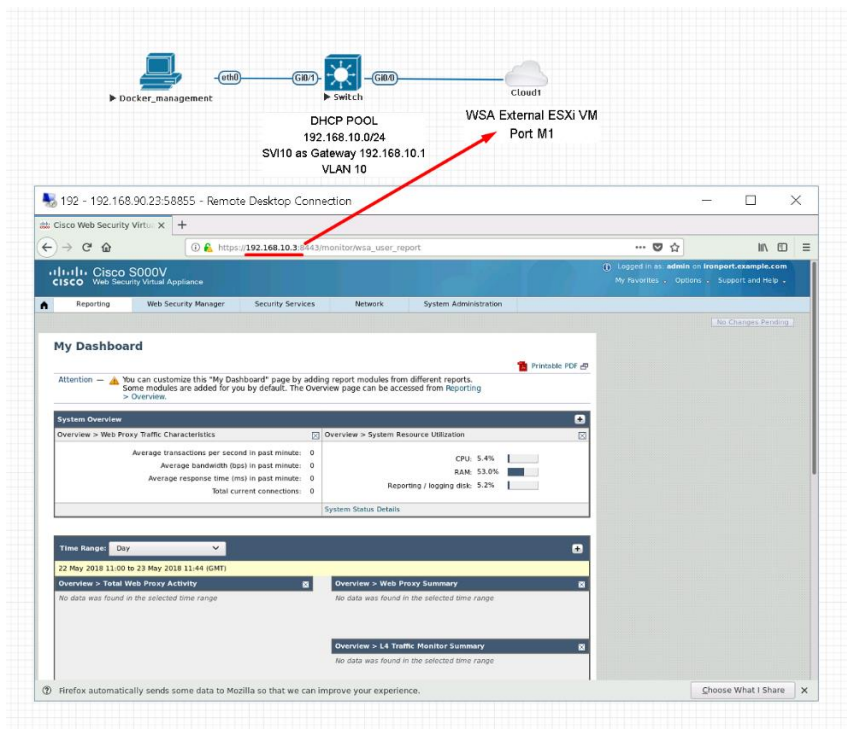 eth0
Gi0/1
Gi0/0
Docker_management
Switch
Cloud1
DHCP POOL
192.168.10.0/24
SVI10 as Gateway 192.168.10.1
VLAN 10
WSA External ESXi VM
Port M1
192 - 192.168.90.23:58855 - Remote Desktop Connection
Cisco Web Security Virtu
https://192.168.10.3:8443/monitor/wsa_user_report
Cisco S000V
CISCO Web Security Virtual Appliance
Logged in as: admin on ironport.example.com
My Favorites Options Support and Help
Reporting Web Security Manager Security Services Network System Administration
No Changes Pending
My Dashboard
Printable PDF
Attention — You can customize this "My Dashboard" page by adding report modules from different reports.
Some modules are added for you by default. The Overview page can be accessed from Reporting
> Overview.
System Overview
Overview > Web Proxy Traffic Characteristics
Average transactions per second in past minute: 0
Average bandwidth (bps) in past minute: 0
Average response time (ms) in past minute: 0
Total current connections: 0
Overview > System Resource Utilization
CPU: 5.4%
RAM: 53.0%
Reporting / logging disk: 5.2%
System Status Details
Time Range: Day
22 May 2018 11:00 to 23 May 2018 11:44 (GMT)
Overview > Total Web Proxy Activity
No data was found in the selected time range
Overview > Web Proxy Summary
No data was found in the selected time range
Overview > L4 Traffic Monitor Summary
No data was found in the selected time range
Firefox automatically sends some data to Mozilla so that we can improve your experience.
Choose What I Share